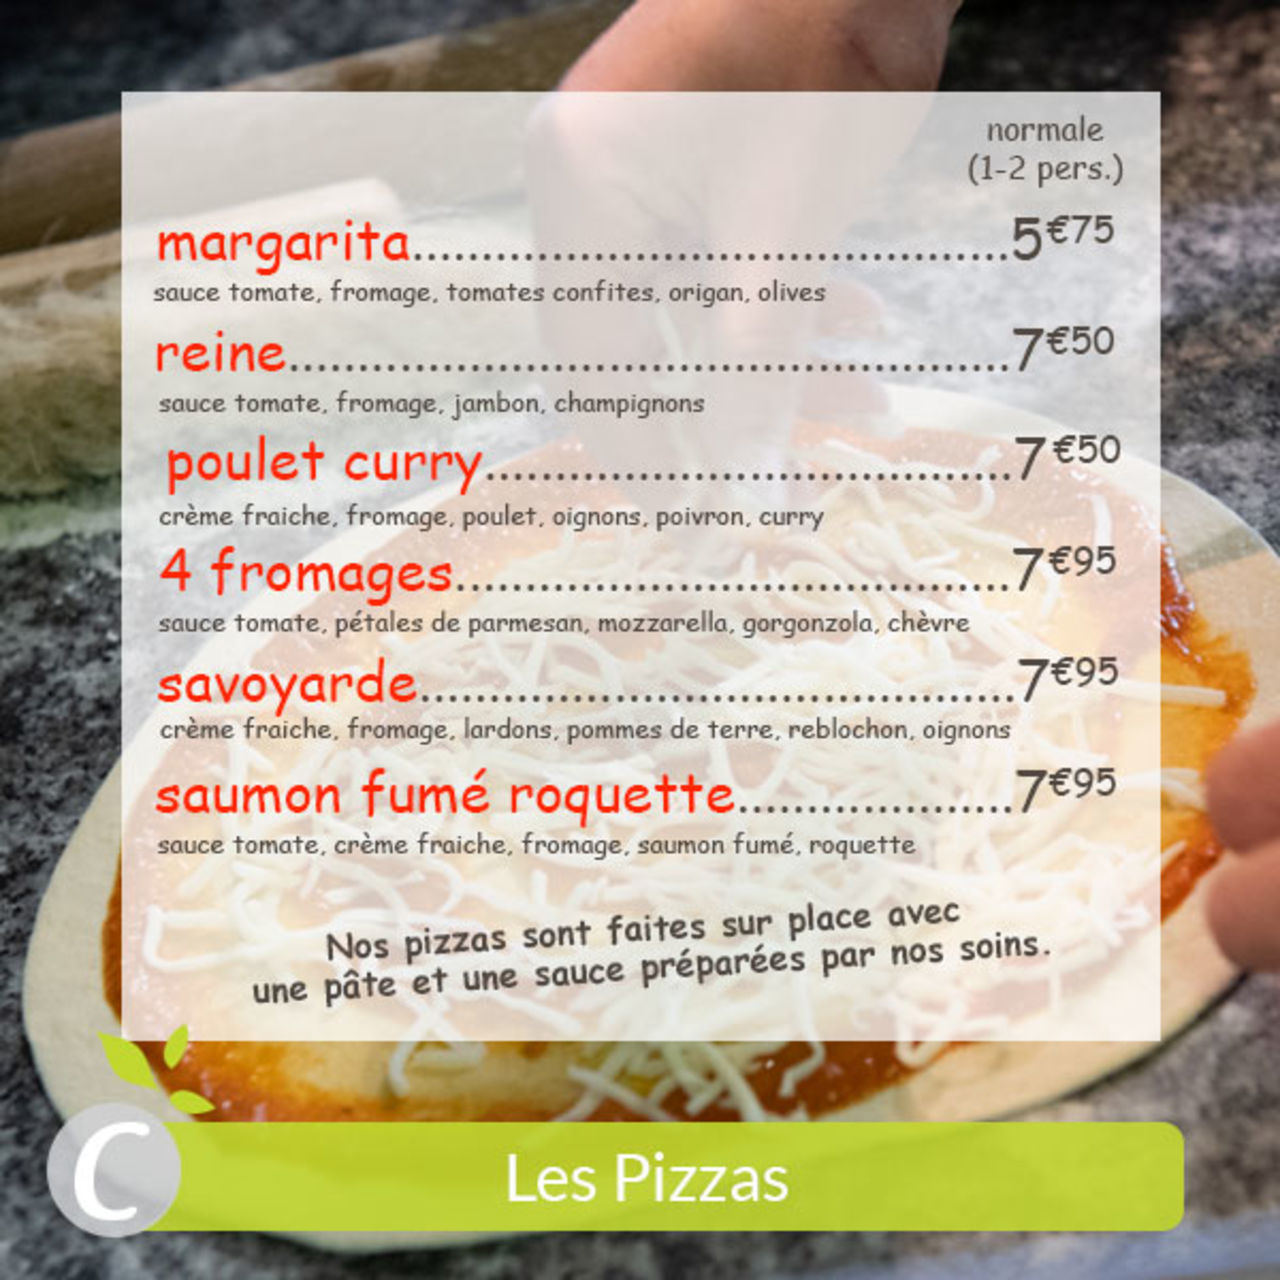 normale
(1-2 pers.)
margarita............................................5€75
sauce tomate, fromage, tomates confites, origan, olives
reine.....................................................7€50
sauce tomate, fromage, jambon, champignons
poulet curry.......................................7€50
crème fraiche, fromage, poulet, oignons, poivron, curry
4 fromages.........................................7€95
sauce tomate, pétales de parmesan, mozzarella, gorgonzola, chèvre
savoyarde............................................7€95
crème fraiche, fromage, lardons, pommes de terre, reblochon, oignons
saumon fumé roquette....................7€95
sauce tomate, crème fraiche, fromage, saumon fumé, roquette
Nos pizzas sont faites sur place avec
une pâte et une sauce préparées par nos soins.
C
Les Pizzas